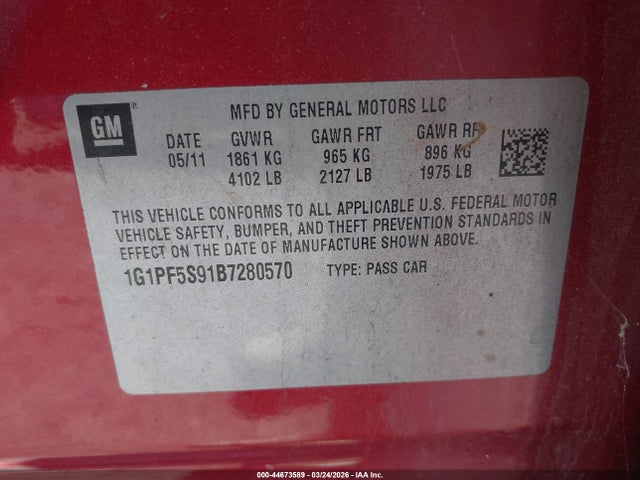 GM
MFD BY GENERAL MOTORS LLC
DATE GVWR GAWR FRT GAWR RR
05/11 1861 KG 965 KG 896 KG
4102 LB 2127 LB 1975 LB
THIS VEHICLE CONFORMS TO ALL APPLICABLE U.S. FEDERAL MOTOR
VEHICLE SAFETY, BUMPER, AND THEFT PREVENTION STANDARDS IN
EFFECT ON THE DATE OF MANUFACTURE SHOWN ABOVE.
1G1PF5S91B7280570 TYPE: PASS CAR
000-44673589 - 03/24/2026 - IAA Inc.